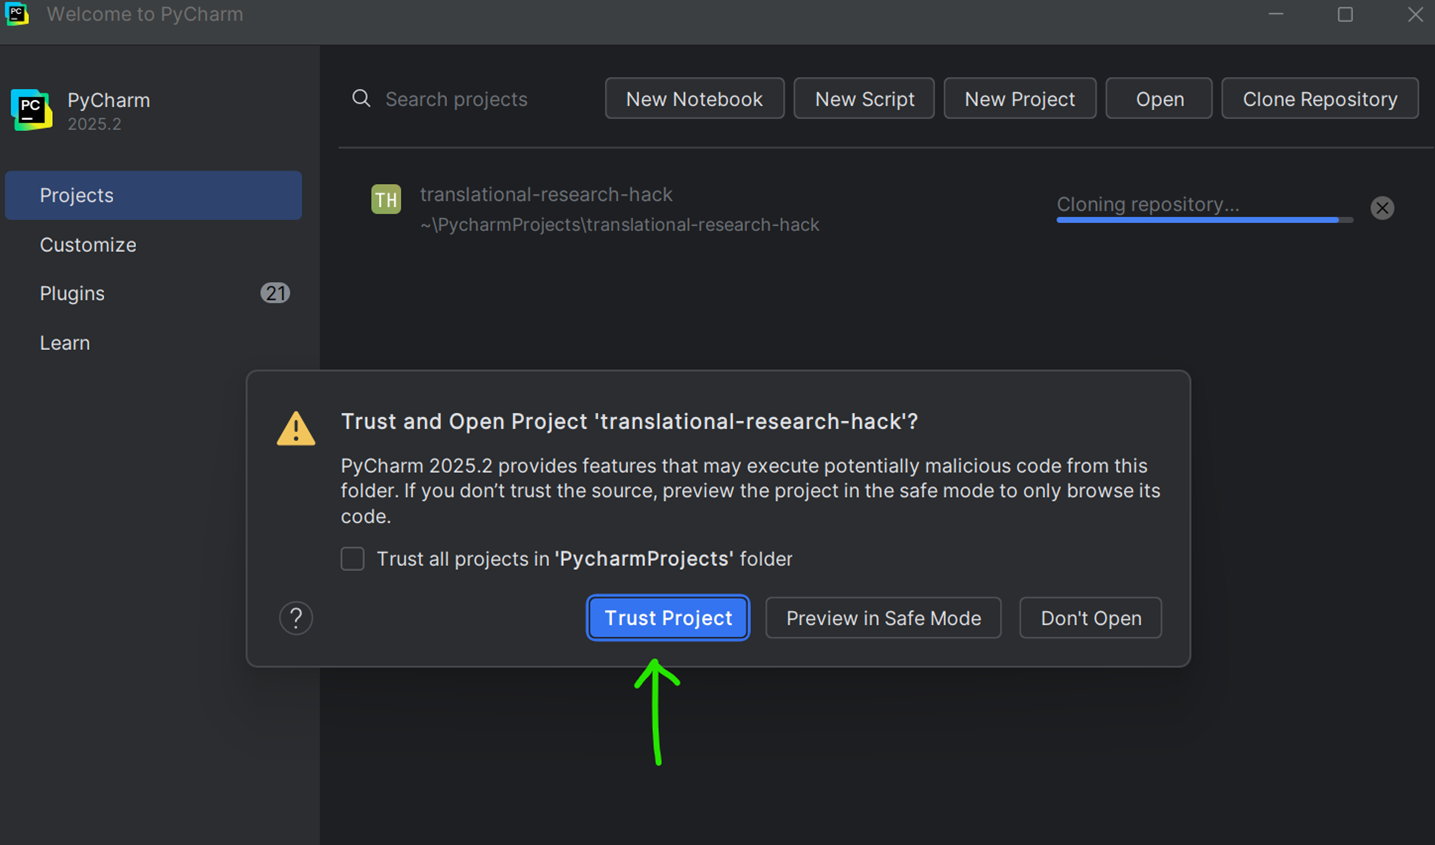 PC
Welcome to PyCharm
PC
PyCharm
2025.2
Search projects
New Notebook
New Script
New Project
Open
Clone Repository
Projects
Customize
Plugins
21
Learn
TH
translational-research-hack
~\PycharmProjects\translational-research-hack
Cloning repository...
Trust and Open Project 'translational-research-hack'?
PyCharm 2025.2 provides features that may execute potentially malicious code from this
folder. If you don’t trust the source, preview the project in the safe mode to only browse its
code.
Trust all projects in 'PycharmProjects' folder
?
Trust Project
Preview in Safe Mode
Don't Open